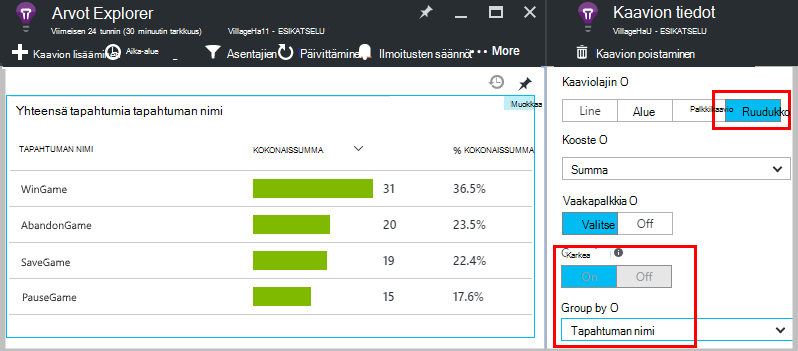 Arvot Explorer
Viimeisen 24 tunnin (30 minuutin tarkkuus) VillageHa11 - ESIKATSELU
Kaavion lisääminen Aika-alue Asentajien Päivittäminen Ilmoitusten säännöt ... More
Muokkaa
Yhteensä tapahtumia tapahtuman nimi
TAPAHTUMAN NIMI KOKONAISSUMMA % KOKONAISSUMMA
WinGame 31 36.5%
AbandonGame 20 23.5%
SaveGame 19 22.4%
PauseGame 15 17.6%
Kaavion tiedot
VillageHaU - ESIKATSELU
Kaavion poistaminen
Kaaviolajin O
Line Alue Palkkikaavio Ruudukko
Kooste O
Summa
Vaakapalkkia O
Valitse Off
Karkea
On Off
Group by O
Tapahtuman nimi